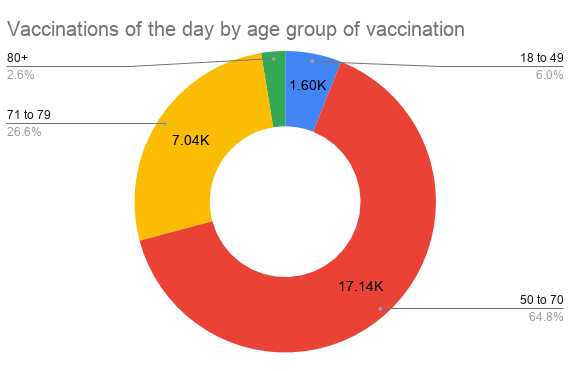 Vaccinations of the day by age group of vaccination
80+
2.6%
18 to 49
6.0%
1.60K
71 to 79
26.6%
7.04K
17.14K
50 to 70
64.8%